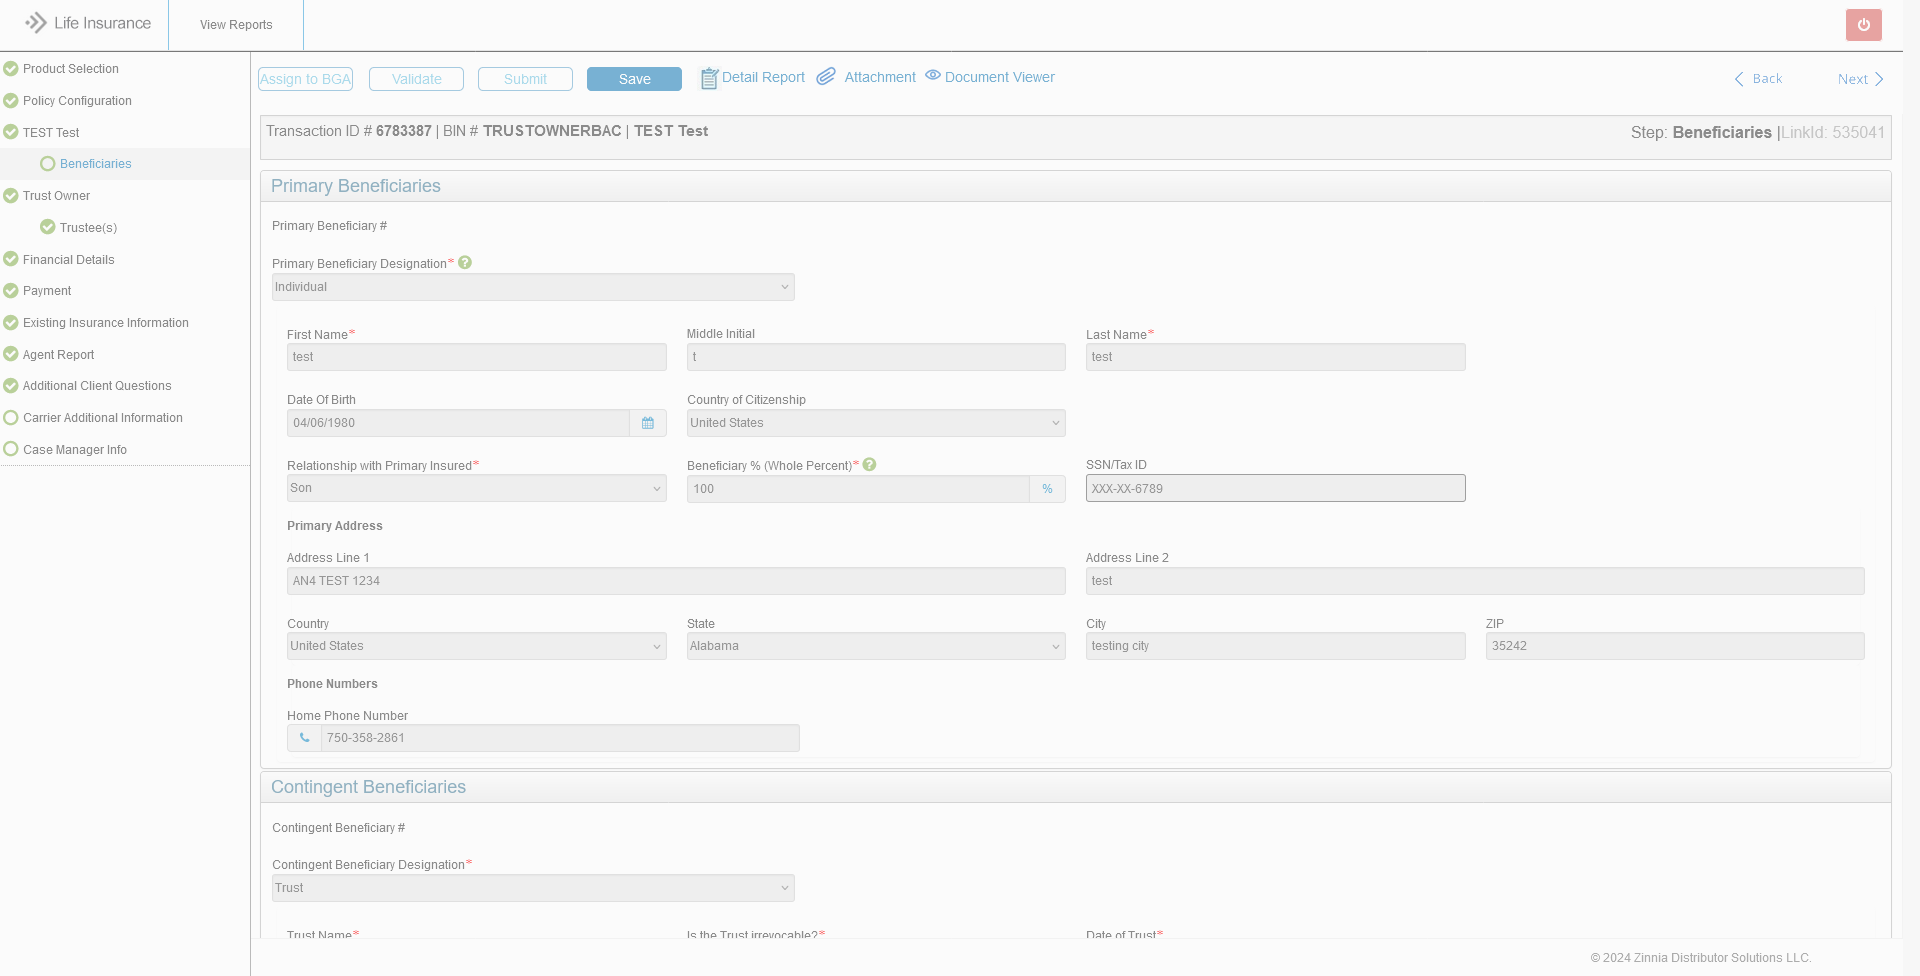 Life Insurance
View Reports
Product Selection
Policy Configuration
TEST Test
Beneficiaries
Trust Owner
Trustee(s)
Financial Details
Payment
Existing Insurance Information
Agent Report
Additional Client Questions
Carrier Additional Information
Case Manager Info
Assign to BGA Validate Submit Save Detail Report Attachment Document Viewer Back Next
Transaction ID # 6783387 | BIN # TRUSTOWNERBAC | TEST Test
Step: Beneficiaries |LinkId: 535041
Primary Beneficiaries
Primary Beneficiary #
Primary Beneficiary Designation* ?
Individual
First Name* Middle Initial Last Name*
test t test
Date Of Birth Country of Citizenship
04/06/1980 United States
Relationship with Primary Insured* Beneficiary % (Whole Percent)* ? SSN/Tax ID
Son 100 % XXX-XX-6789
Primary Address
Address Line 1 Address Line 2
AN4 TEST 1234 test
Country State City ZIP
United States Alabama testing city 35242
Phone Numbers
Home Phone Number
750-358-2861
Contingent Beneficiaries
Contingent Beneficiary #
Contingent Beneficiary Designation*
Trust
Trust Name* Is the Trust irrevocable?* Date of Trust*
© 2024 Zinnia Distributor Solutions LLC.